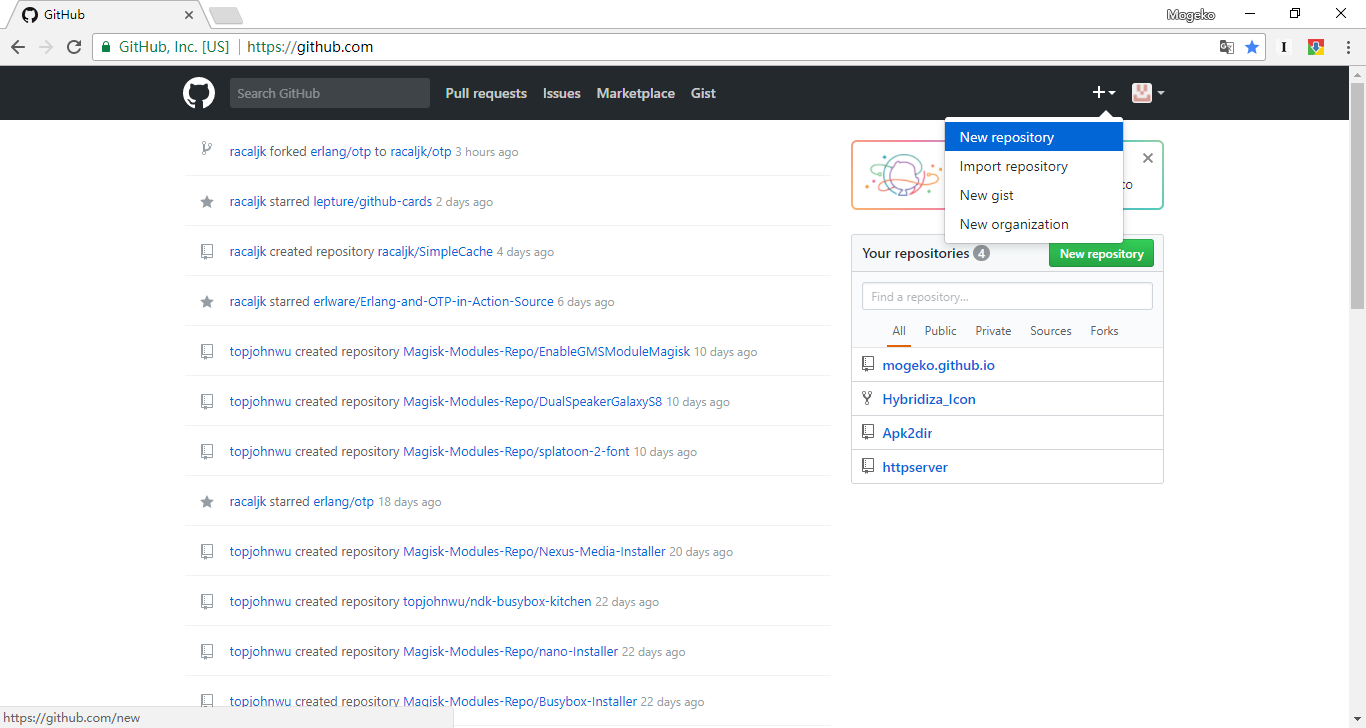 GitHub
Mogeko
GitHub, Inc. [US] | https://github.com
Search GitHub
Pull requests Issues Marketplace Gist
New repository
Import repository
New gist
New organization
racaljk forked erlang/otp to racaljk/otp 3 hours ago
racaljk starred lepture/github-cards 2 days ago
racaljk created repository racaljk/SimpleCache 4 days ago
racaljk starred erlware/Erlang-and-OTP-in-Action-Source 6 days ago
topjohnwu created repository Magisk-Modules-Repo/EnableGMSModuleMagisk 10 days ago
topjohnwu created repository Magisk-Modules-Repo/DualSpeakerGalaxyS8 10 days ago
topjohnwu created repository Magisk-Modules-Repo/splatoon-2-font 10 days ago
racaljk starred erlang/otp 18 days ago
topjohnwu created repository Magisk-Modules-Repo/Nexus-Media-Installer 20 days ago
topjohnwu created repository topjohnwu/ndk-busybox-kitchen 22 days ago
topjohnwu created repository Magisk-Modules-Repo/nano-Installer 22 days ago
topjohnwu created repository Magisk-Modules-Repo/Busybox-Installer 22 days ago
co
Your repositories 4
New repository
Find a repository...
All Public Private Sources Forks
mogeko.github.io
Hybridiza_Icon
Apk2dir
httpserver
https://github.com/new